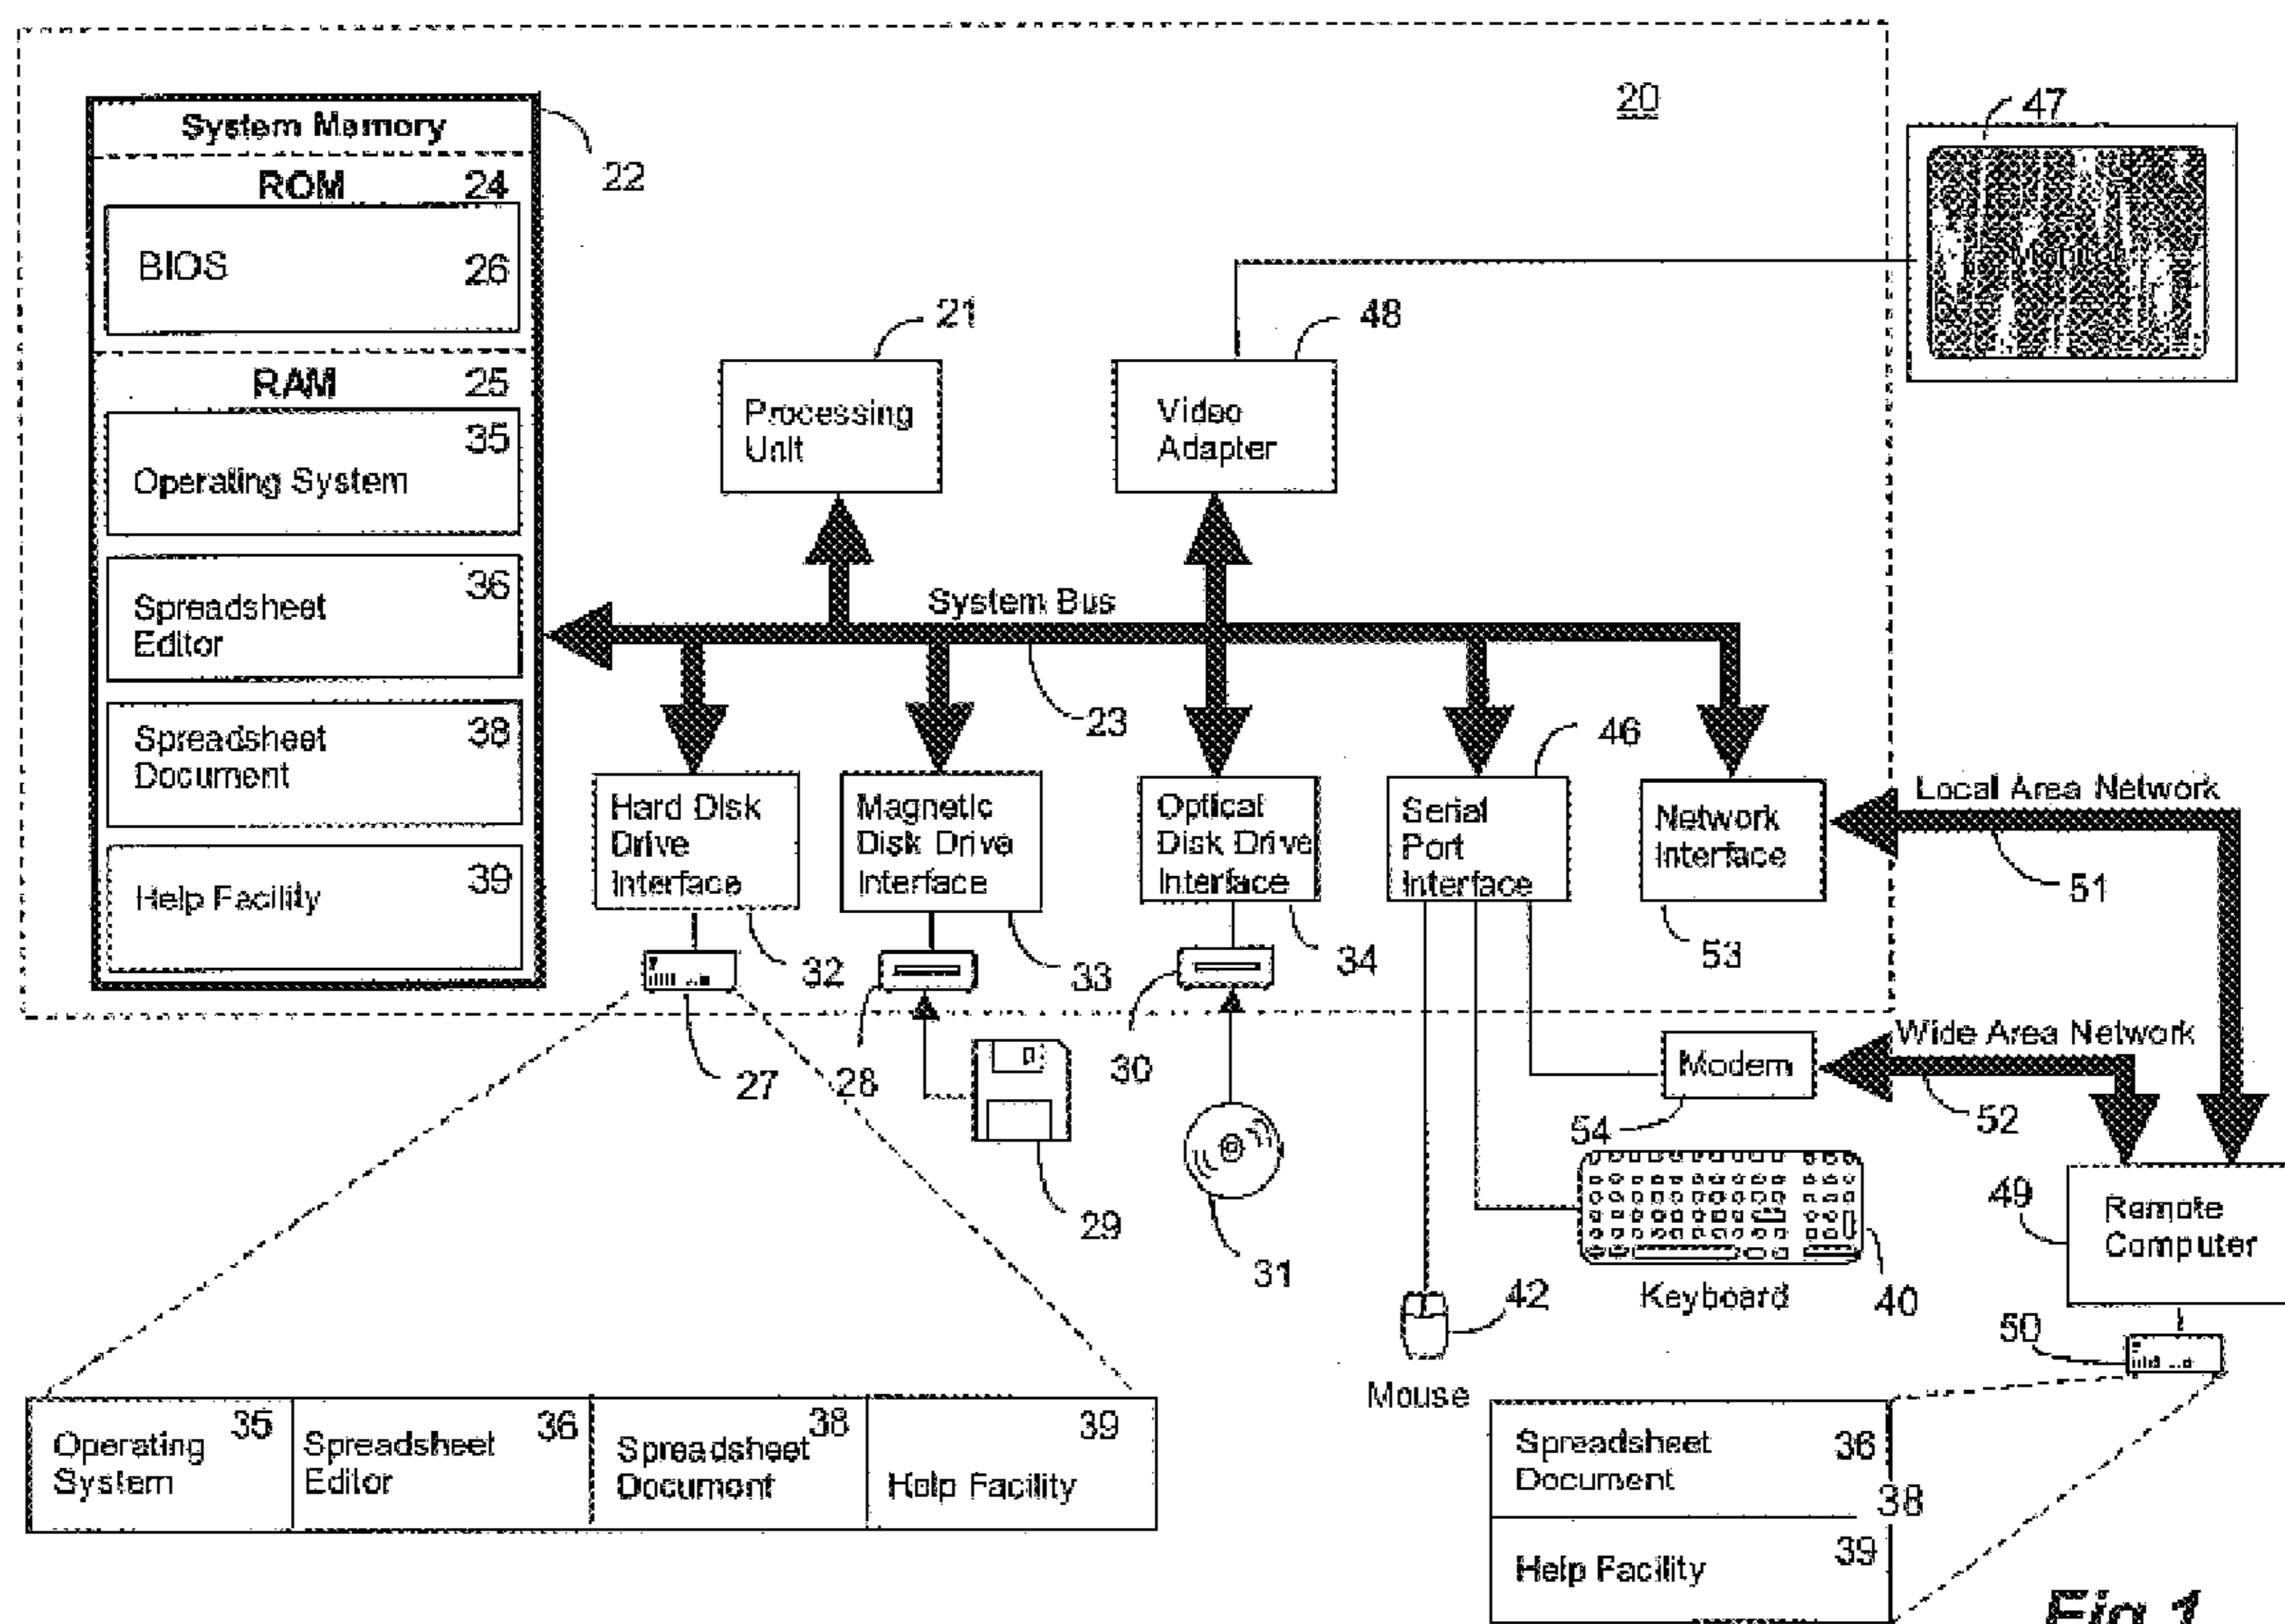 20
47
System Memory
22
ROM 24
BIOS 26
RAM 25
Operating System 35
Spreadsheet
Editor
36
Spreadsheet
Document
38
Help Facility 39
21
Processing
Unit
48
Video
Adapter
Monitor
System Bus
23
Hard Disk
Drive
Interface
32
Magnetic
Disk Drive
Interface
33
Optical
Disk Drive
Interface
34
46
Serial
Port
Interface
Network
Interface
53
Local Area Network
51
27
28
29
30
31
Modem
54
Wide Area Network
52
Keyboard
40
42
Mouse
49
Remote
Computer
50
Operating
System
35
Spreadsheet
Editor
36
Spreadsheet
Document
38
Help Facility
39
Spreadsheet
Document
36
38
Help Facility
39
Fig 1